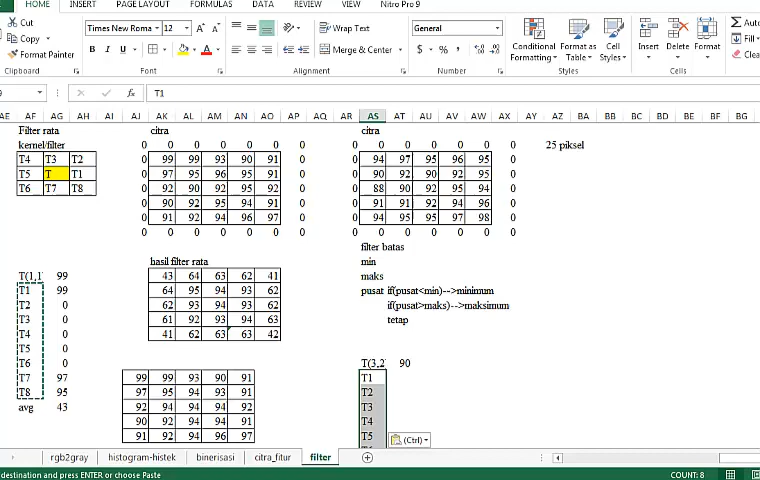 HOME INSERT PAGE LAYOUT FORMULAS DATA REVIEW VIEW Nitro Pro 9
Cut
Copy
Format Painter
Times New Roma 12
B I U
Wrap Text
Merge & Center
General
$ % ,
Conditional Formatting
Format as Table
Cell Styles
Insert Delete Format
Auto
Fill
Clea
Clipboard Font Alignment Number Styles Cells
9 fx T1
AE AF AG AH AI AJ AK AL AM AN AO AP AQ AR AS AT AU AV AW AX AY AZ BA BB BC BD BE BF BG
Filter rata citra citra
kernel/filter 0 0 0 0 0 0 0 0 0 0 0 0 0 0 25 piksel
T4 T3 T2 0 99 99 93 90 91 0 0 94 97 95 96 95 0
T5 T T1 0 97 95 96 95 91 0 0 90 92 90 92 95 0
T6 T7 T8 0 92 90 92 95 92 0 0 88 90 92 95 94 0
0 90 92 95 94 91 0 0 91 91 92 94 96 0
0 91 92 94 96 97 0 0 94 95 95 97 98 0
0 0 0 0 0 0 0 0 0 0 0 0 0 0
filter batas
hasil filter rata min
T(1,1 99 43 64 63 62 41 maks
T1 99 64 95 94 93 62 pusat if(pusat<min)-->minimum
T2 0 62 93 94 93 62 if(pusat>maks)-->maksimum
T3 0 61 92 93 94 63 tetap
T4 0 41 62 63 63 42
T5 0
T6 0 T(3,2 90
T7 97 99 99 93 90 91 T1
T8 95 97 95 94 93 91 T2
avg 43 92 94 94 94 92 T3
90 92 94 94 91 T4
91 92 94 96 97 T5
(Ctrl)
rgb2gray histogram-histek binerisasi citra_fitur filter
destination and press ENTER or choose Paste COUNT: 8